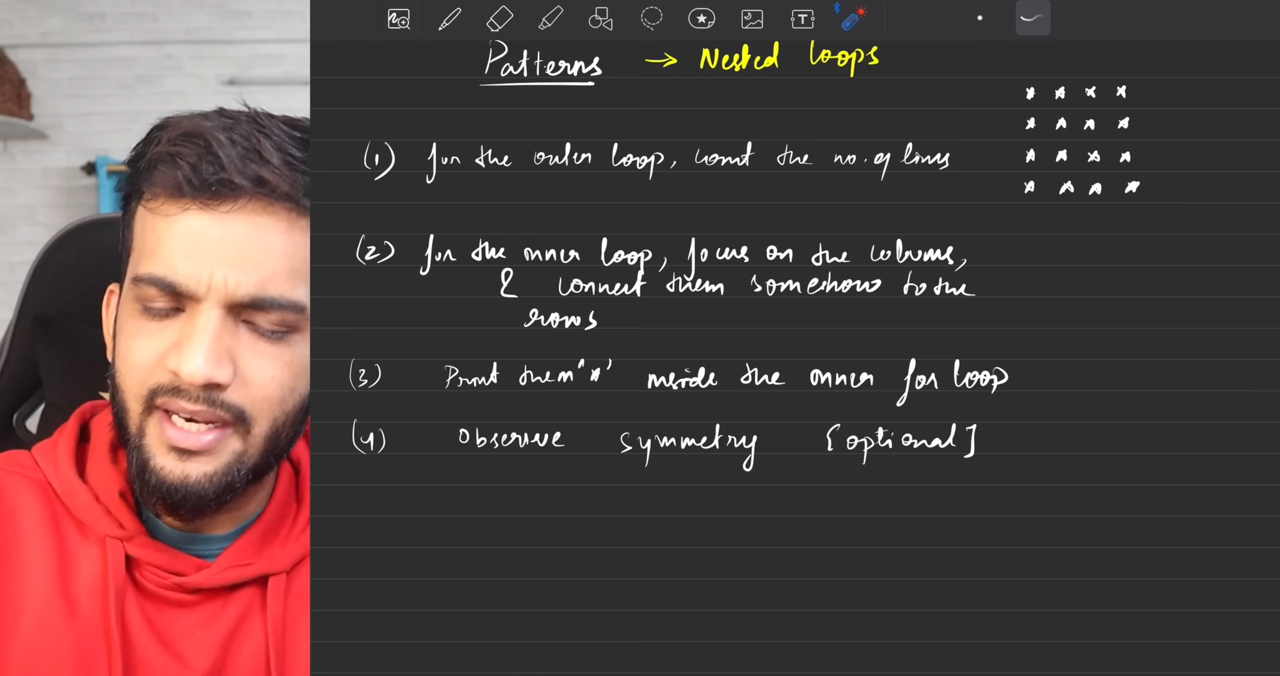 Patterns → Nested loops
* * * *
* * * *
(1) for the outer loop, count the no. of lines
* * * *
* * * *
(2) for the inner loop, focus on the columns,
& connect them somehow to the
rows
(3) Print them '*' inside the inner for loop
(4) Observe symmetry [optional]